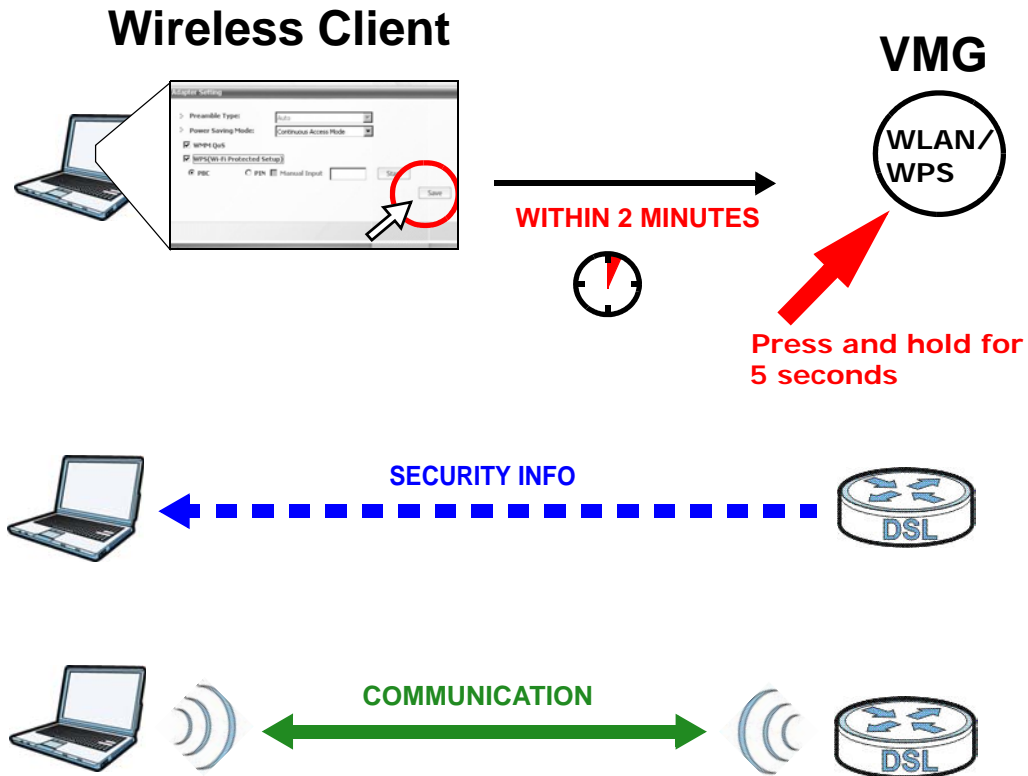 Wireless Client
VMG
Adapter Setting
Preamble Type: Auto
Power Saving Mode: Continuous Access Mode
WMM QoS
WPS(Wi-Fi Protected Setup)
PBC PIN Manual Input
Save
WLAN/
WPS
WITHIN 2 MINUTES
Press and hold for
5 seconds
SECURITY INFO
DSL
COMMUNICATION
DSL